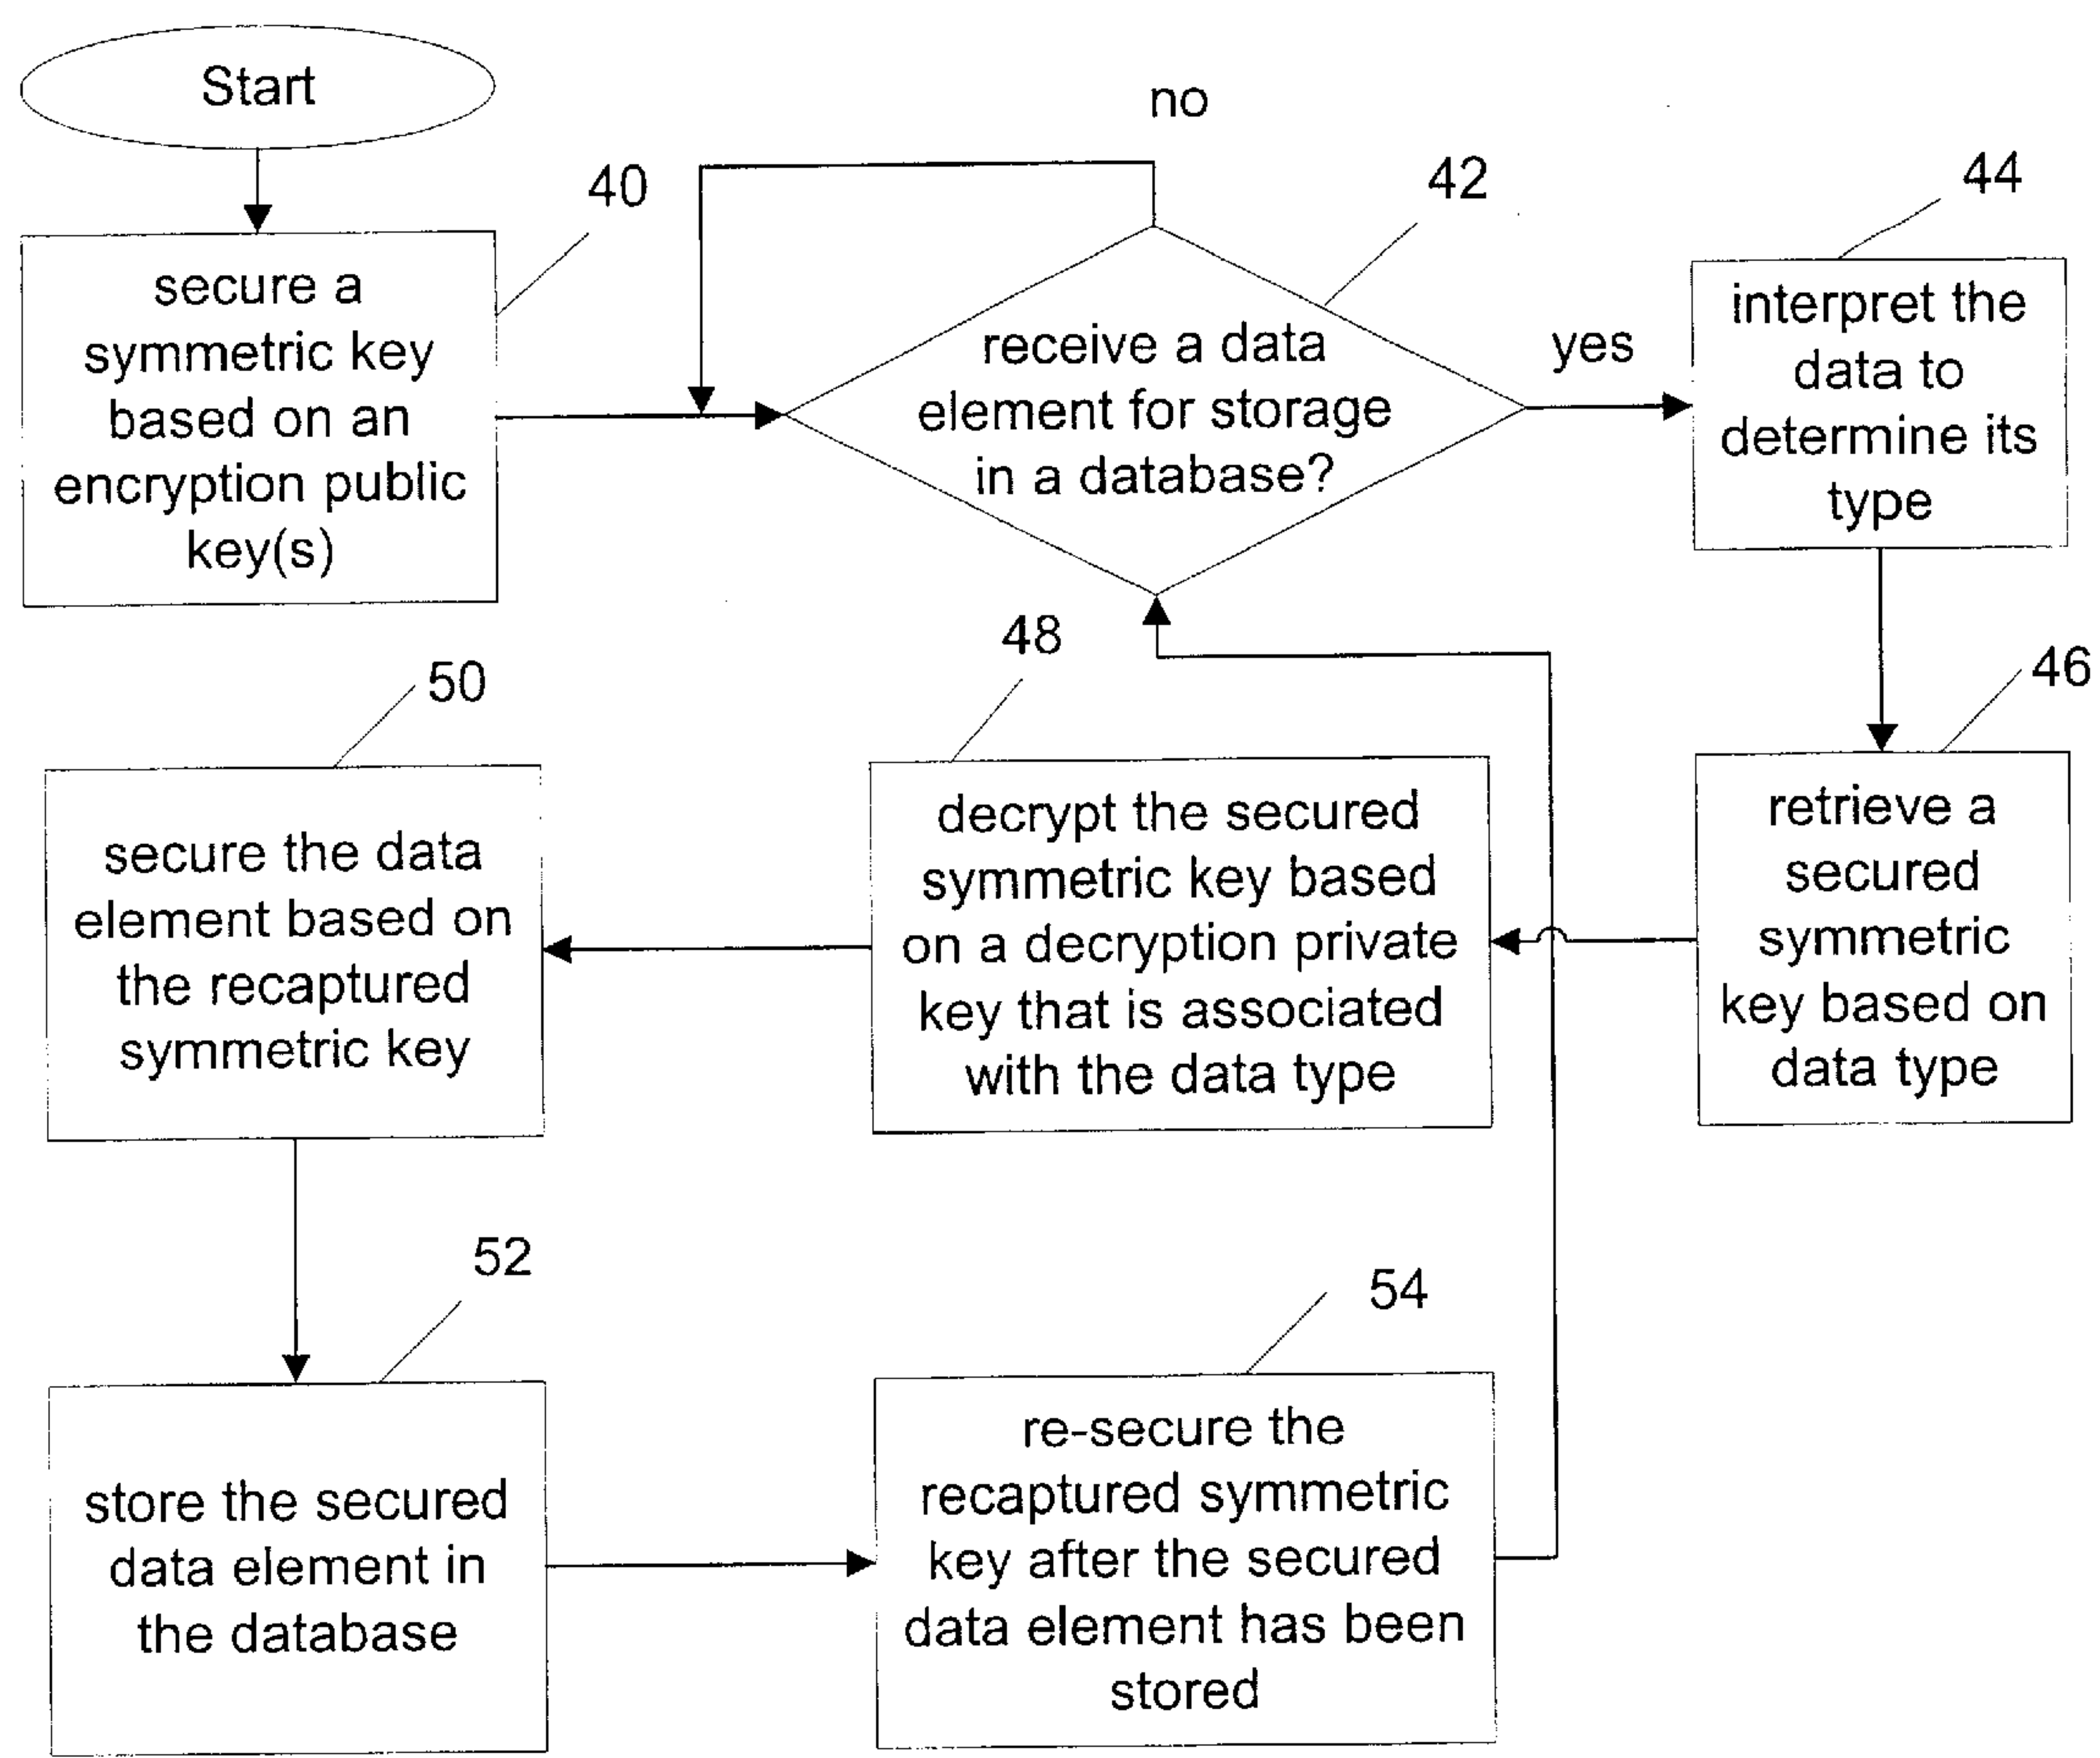 Start
40
secure a
symmetric key
based on an
encryption public
key(s)
no
42
receive a data
element for storage
in a database?
yes
44
interpret the
data to
determine its
type
46
retrieve a
secured
symmetric
key based on
data type
48
decrypt the secured
symmetric key based
on a decryption private
key that is associated
with the data type
50
secure the data
element based on
the recaptured
symmetric key
52
store the secured
data element in
the database
54
re-secure the
recaptured symmetric
key after the secured
data element has been
stored